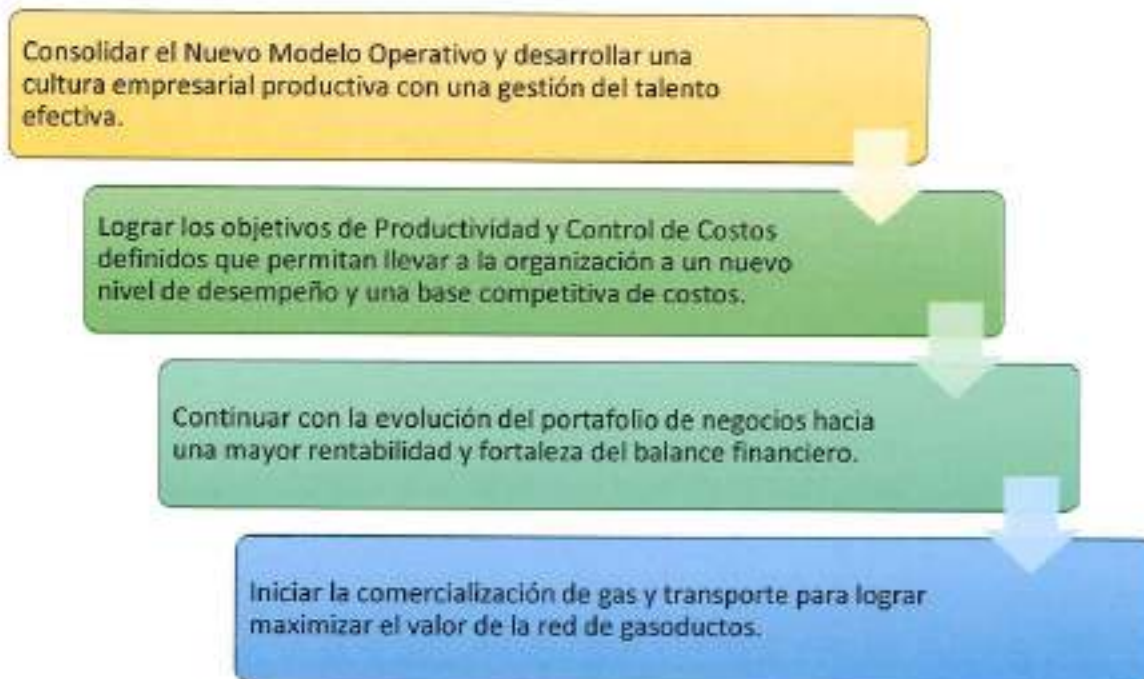 Consolidar el Nuevo Modelo Operativo y desarrollar una
cultura empresarial productiva con una gestión del talento
efectiva.
Lograr los objetivos de Productividad y Control de Costos
definidos que permitan llevar a la organización a un nuevo
nivel de desempeño y una base competitiva de costos.
Continuar con la evolución del portafolio de negocios hacia
una mayor rentabilidad y fortaleza del balance financiero.
Iniciar la comercialización de gas y transporte para lograr
maximizar el valor de la red de gasoductos.